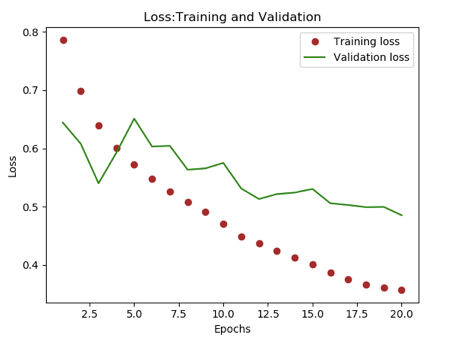 Loss:Training and Validation
Training loss
Validation loss
0.8
0.7
0.6
0.5
0.4
Loss
2.5 5.0 7.5 10.0 12.5 15.0 17.5 20.0
Epochs